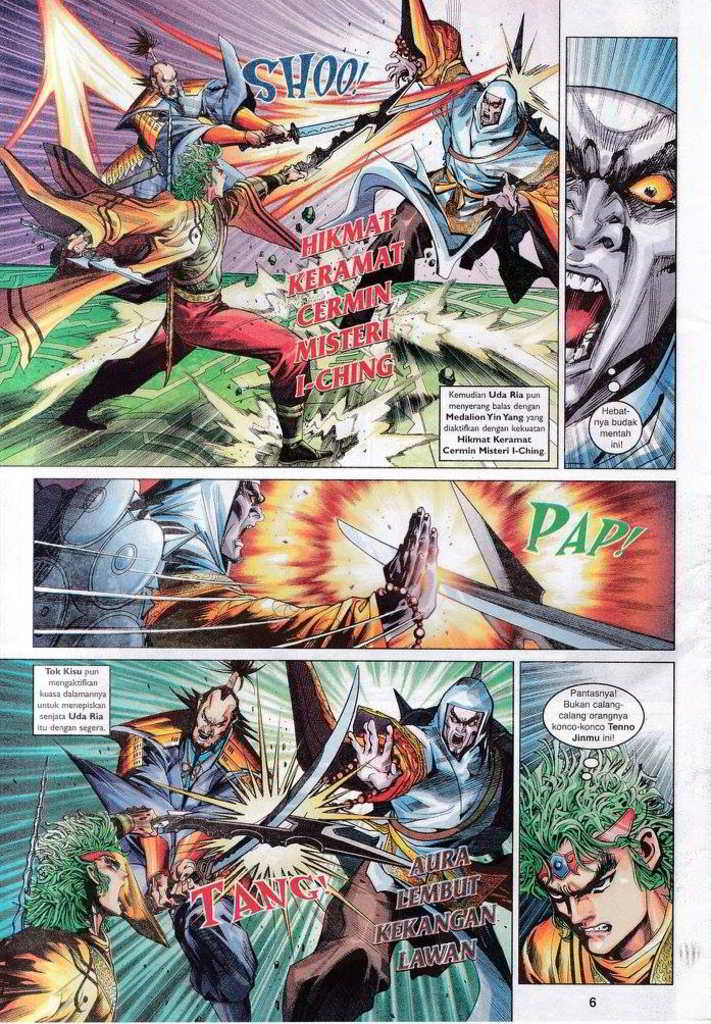 SHOO!
HIKMAT
KERAMAT
CERMIN
MISTERI
I-CHING
Kemudian Uda Ria pun
menyerang balas dengan
Medalion Yin Yang yang
diaktifkan dengan kekuatan
Hikmat Keramat
Cermin Misteri I-Ching.
Hebat-
nya budak
mentah
ini!
PAP!
Tok Kisu pun
mengaktifkan
kuasa dalamannya
untuk menepiskan
senjata Uda Ria
itu dengan segera.
TANG!
AURA
LEMBUT
KEKANGAN
LAWAN
Pantasnya!
Bukan calang-
calang orangnya
konco-konco Tenno
Jinmu ini!
6